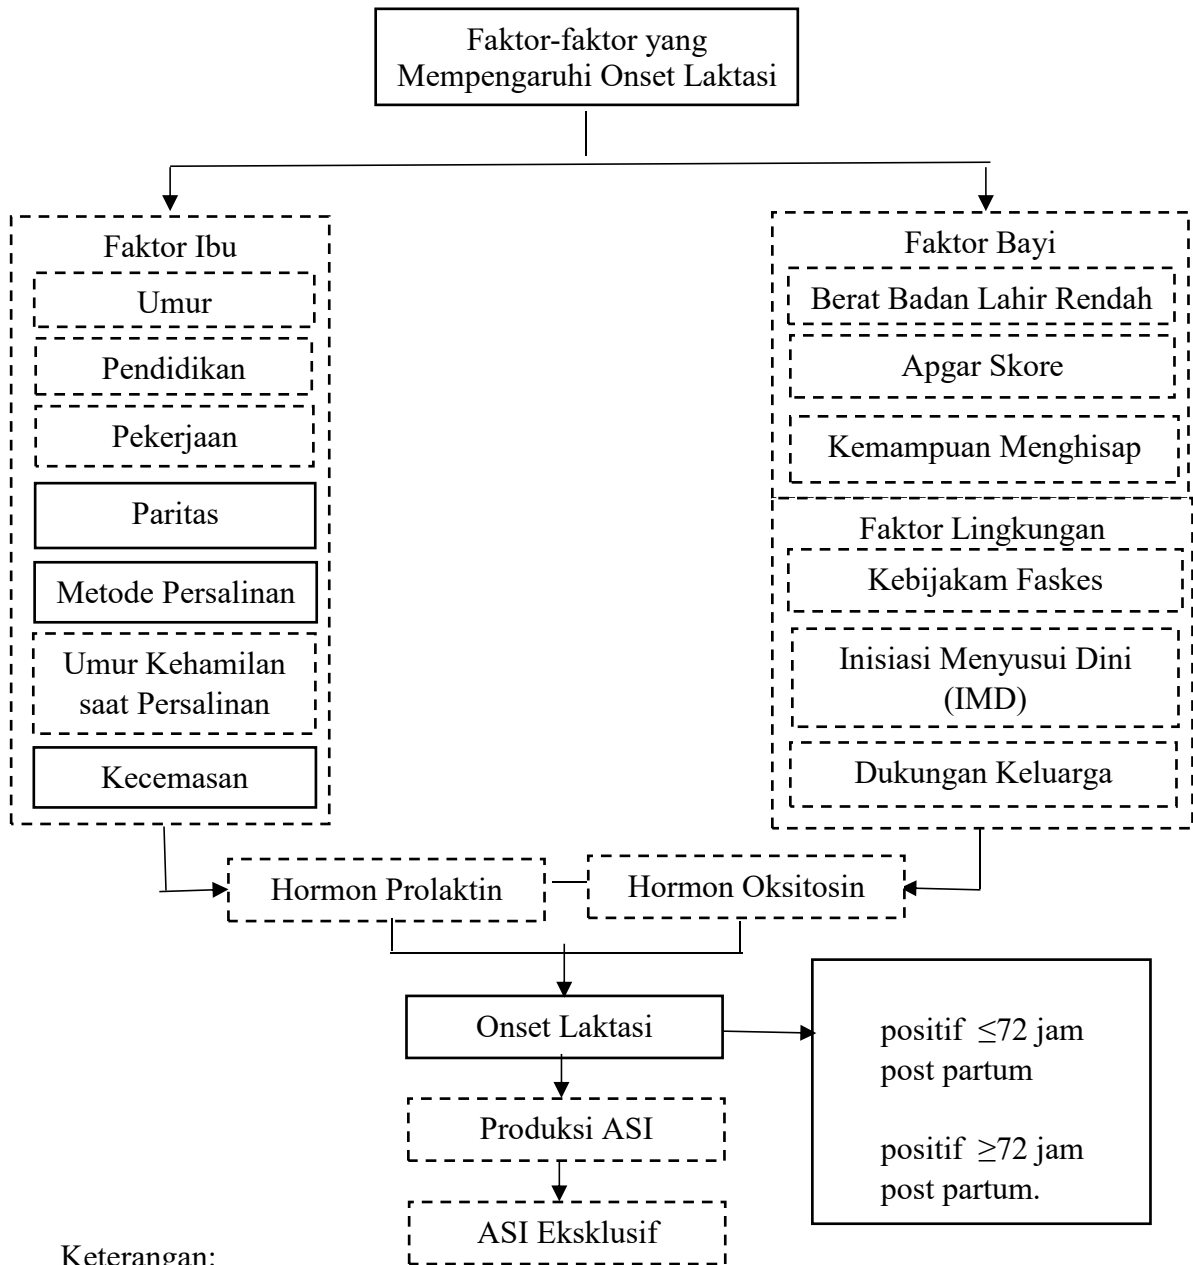 Faktor-faktor yang
Mempengaruhi Onset Laktasi
Faktor Ibu
Umur
Pendidikan
Pekerjaan
Paritas
Metode Persalinan
Umur Kehamilan
saat Persalinan
Kecemasan
Faktor Bayi
Berat Badan Lahir Rendah
Apgar Skore
Kemampuan Menghisap
Faktor Lingkungan
Kebijakam Faskes
Inisiasi Menyusui Dini
(IMD)
Dukungan Keluarga
Hormon Prolaktin
Hormon Oksitosin
Onset Laktasi
positif ≤72 jam
post partum
positif ≥72 jam
post partum.
Produksi ASI
ASI Eksklusif
Keterangan: